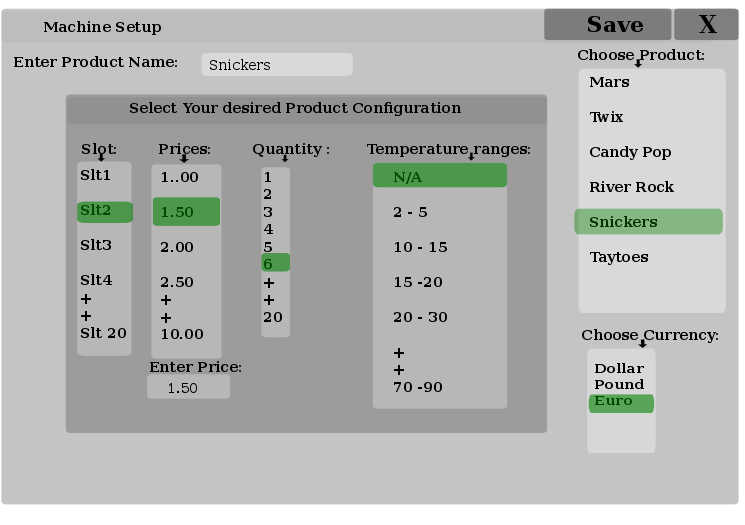 Machine Setup
Save
X
Enter Product Name:
Snickers
Choose Product:
Mars
Twix
Candy Pop
River Rock
Snickers
Taytoes
Select Your desired Product Configuration
Slot:
Slt1
Slt2
Slt3
Slt4
+
+
Slt 20
Prices:
1..00
1.50
2.00
2.50
+
+
10.00
Enter Price:
1.50
Quantity :
1
2
3
4
5
6
+
+
20
Temperature ranges:
N/A
2 - 5
10 - 15
15 -20
20 - 30
+
+
70 -90
Choose Currency:
Dollar
Pound
Euro